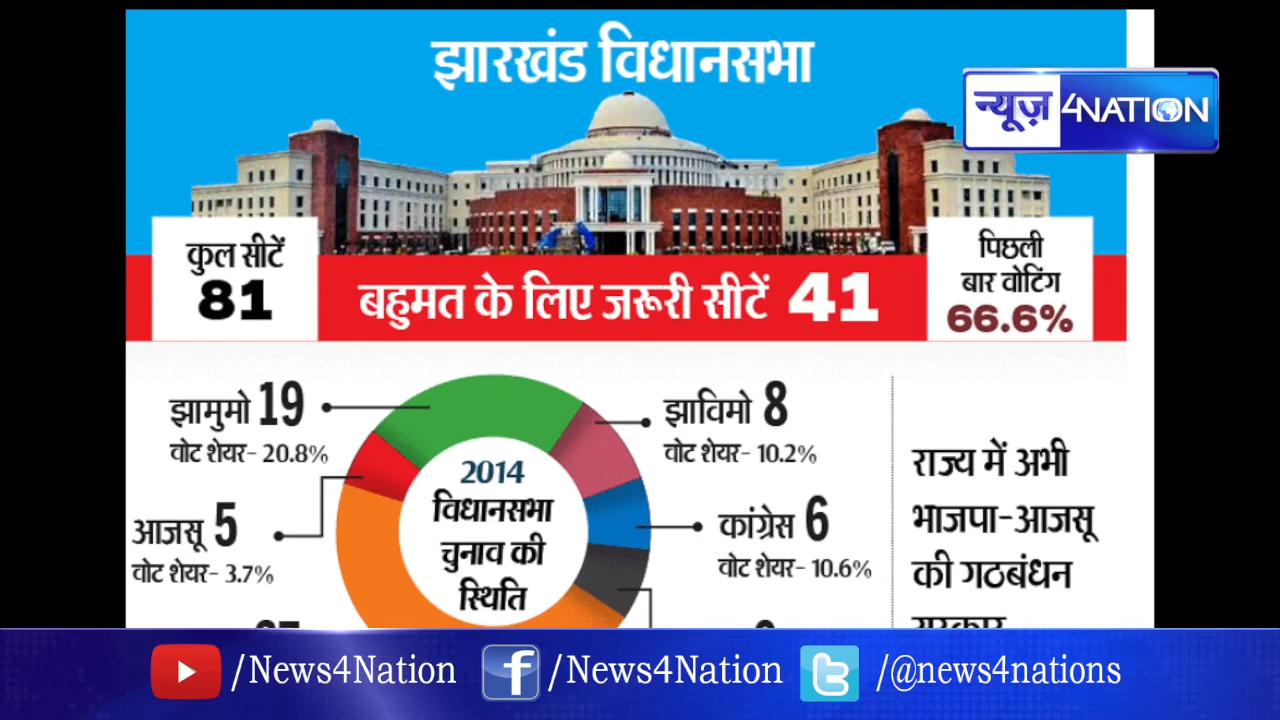 झारखंड विधानसभा
न्यूज़ 4NATION
कुल सीटें
81
बहुमत के लिए जरूरी सीटें 41
पिछली
बार वोटिंग
66.6%
झामुमो 19
वोट शेयर- 20.8%
झाविमो 8
वोट शेयर- 10.2%
आजसू 5
वोट शेयर- 3.7%
कांग्रेस 6
वोट शेयर- 10.6%
2014
विधानसभा
चुनाव की
स्थिति
राज्य में अभी
भाजपा-आजसू
की गठबंधन
/News4Nation
/News4Nation
/@news4nations